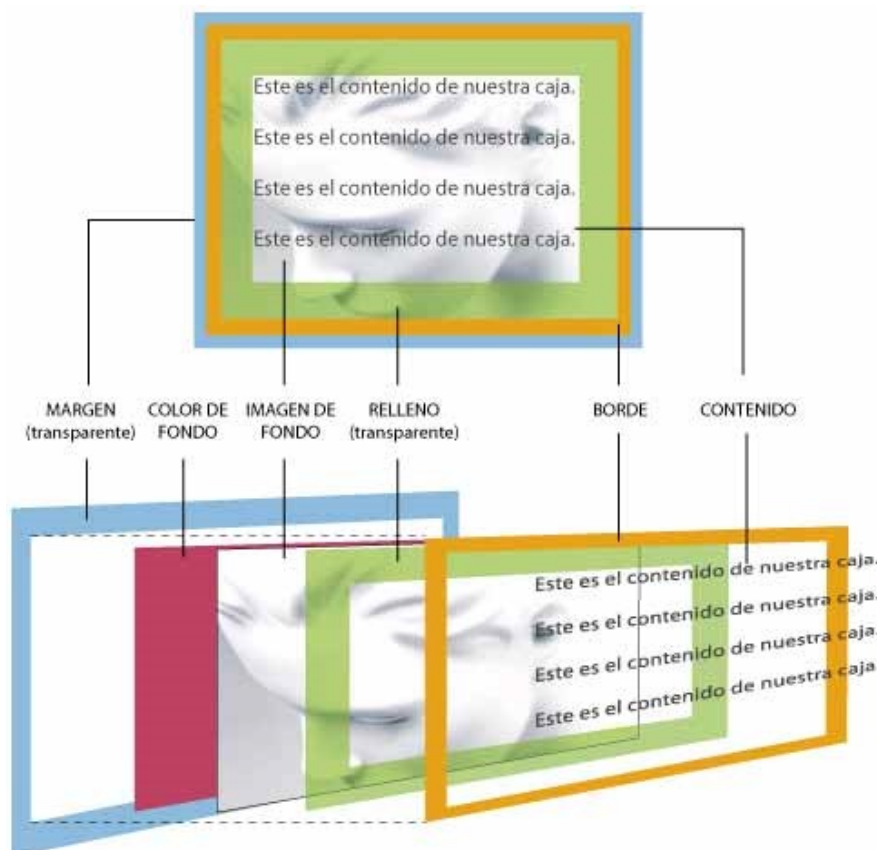 Este es el contenido de nuestra caja.
Este es el contenido de nuestra caja.
Este es el contenido de nuestra caja.
Este es el contenido de nuestra caja.
MARGEN
(transparente)
COLOR DE
FONDO
IMAGEN DE
FONDO
RELLENO
(transparente)
BORDE
CONTENIDO
Este es el contenido de nuestra caja.
Este es el contenido de nuestra caja.
Este es el contenido de nuestra caja.
Este es el contenido de nuestra caja.